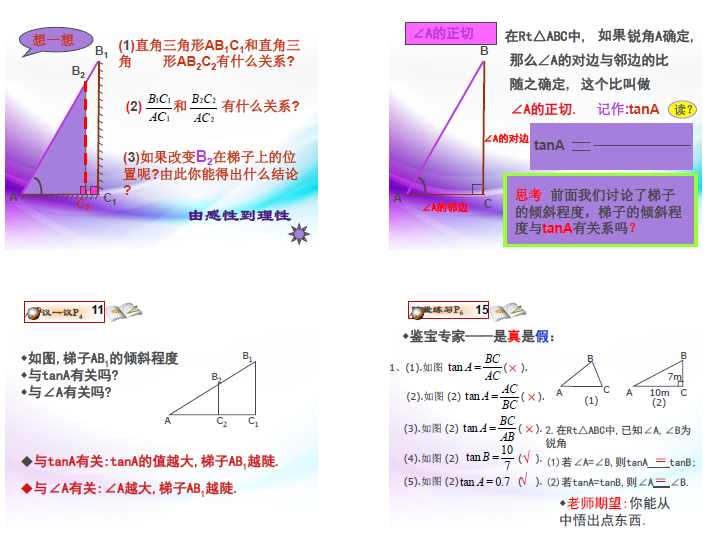 想一想
B₁
B₂
A
C₂
C₁
(1)直角三角形AB₁C₁和直角三
角 形AB₂C₂有什么关系?
(2) B₁C₁/AC₁ 和 B₂C₂/AC₂ 有什么关系?
(3)如果改变B₂在梯子上的位
置呢?由此你能得出什么结论
?
由感性到理性
∠A的正切
B
∠A的对边
A
C
∠A的邻边
在Rt△ABC中, 如果锐角A确定,
那么∠A的对边与邻边的比
随之确定, 这个比叫做
∠A的正切. 记作:tanA 读?
tanA =
思考 前面我们讨论了梯子
的倾斜程度, 梯子的倾斜程
度与tanA有关系吗?
议一议P₄ 11
◆如图,梯子AB₁的倾斜程度
◆与tanA有关吗?
◆与∠A有关吗?
B₁
B₂
A
C₂
C₁
◆与tanA有关:tanA的值越大,梯子AB₁越陡.
◆与∠A有关:∠A越大,梯子AB₁越陡.
练习P₆ 15
◆鉴宝专家——是真是假:
1、(1).如图 tan A = BC/AC (×).
(2).如图 (2) tan A = AC/BC (×).
(3).如图 (2) tan A = BC/AB (×).
(4).如图 (2) tan B = 10/7 (√).
(5).如图 (2) tan A = 0.7 (√).
B
A
C
(1)
B
7m
A
10m
C
(2)
2.在Rt△ABC中,已知∠A,∠B为
锐角
(1)若∠A=∠B,则tanA = tanB;
(2)若tanA=tanB,则∠A = ∠B.
◆老师期望:你能从
中悟出点东西.